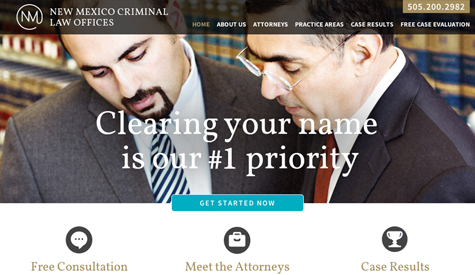 505.200.2982
NM
NEW MEXICO CRIMINAL
LAW OFFICES
HOME ABOUT US ATTORNEYS PRACTICE AREAS CASE RESULTS FREE CASE EVALUATION
Clearing your name
is our #1 priority
GET STARTED NOW
Free Consultation Meet the Attorneys Case Results